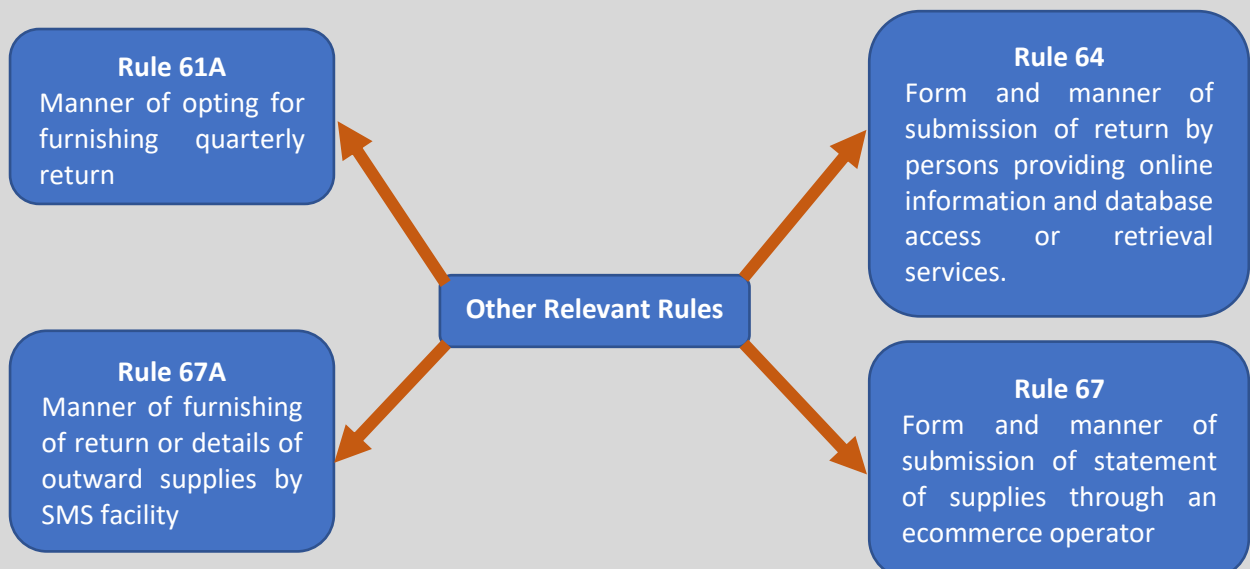 Rule 61A
Manner of opting for
furnishing quarterly
return
Rule 64
Form and manner of
submission of return by
persons providing online
information and database
access or retrieval
services.
Other Relevant Rules
Rule 67A
Manner of furnishing
of return or details of
outward supplies by
SMS facility
Rule 67
Form and manner of
submission of statement
of supplies through an
ecommerce operator